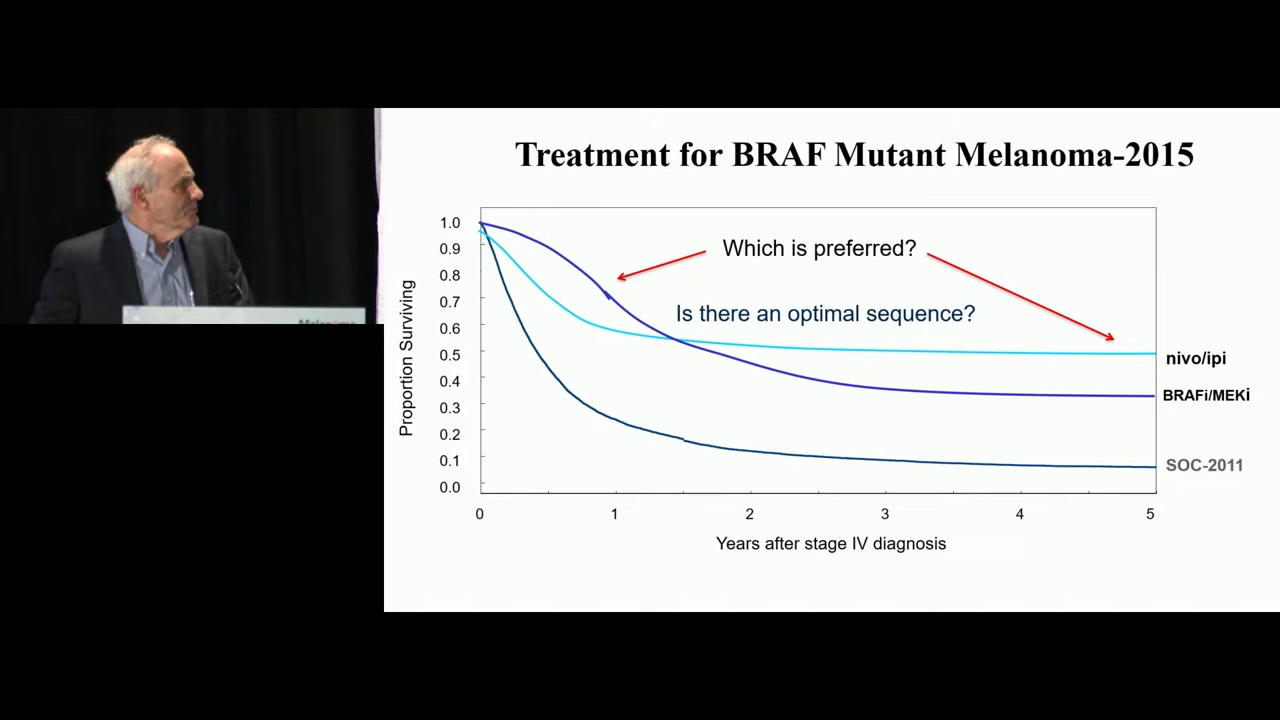 Treatment for BRAF Mutant Melanoma-2015
1.0
0.9
0.8
0.7
0.6
0.5
0.4
0.3
0.2
0.1
0.0
Proportion Surviving
Which is preferred?
Is there an optimal sequence?
nivo/ipi
BRAFi/MEKi
SOC-2011
0 1 2 3 4 5
Years after stage IV diagnosis